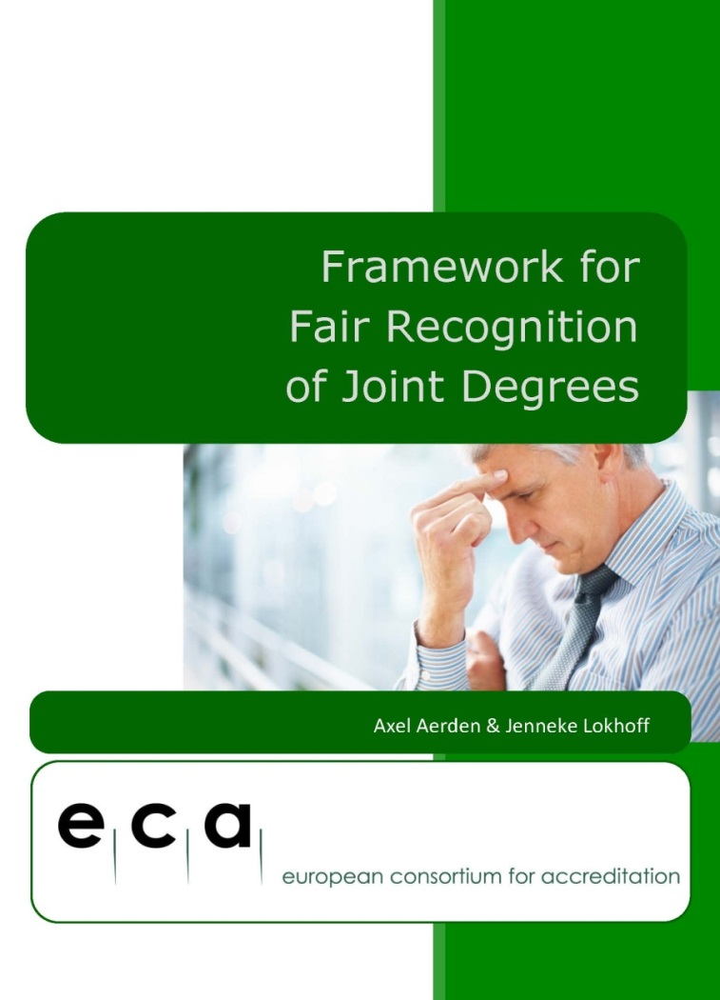 Framework for
Fair Recognition
of Joint Degrees
Axel Aerden & Jenneke Lokhoff
e c a
european consortium for accreditation